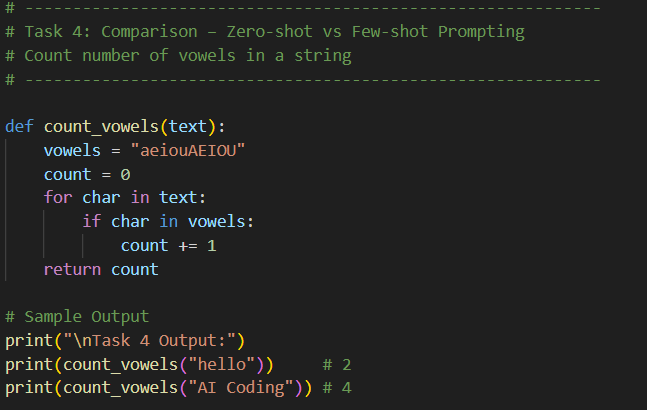 # ------------------------------------------------------------
# Task 4: Comparison – Zero-shot vs Few-shot Prompting
# Count number of vowels in a string
# ------------------------------------------------------------
def count_vowels(text):
    vowels = "aeiouAEIOU"
    count = 0
    for char in text:
        if char in vowels:
            count += 1
    return count
# Sample Output
print("\nTask 4 Output:")
print(count_vowels("hello"))     # 2
print(count_vowels("AI Coding")) # 4